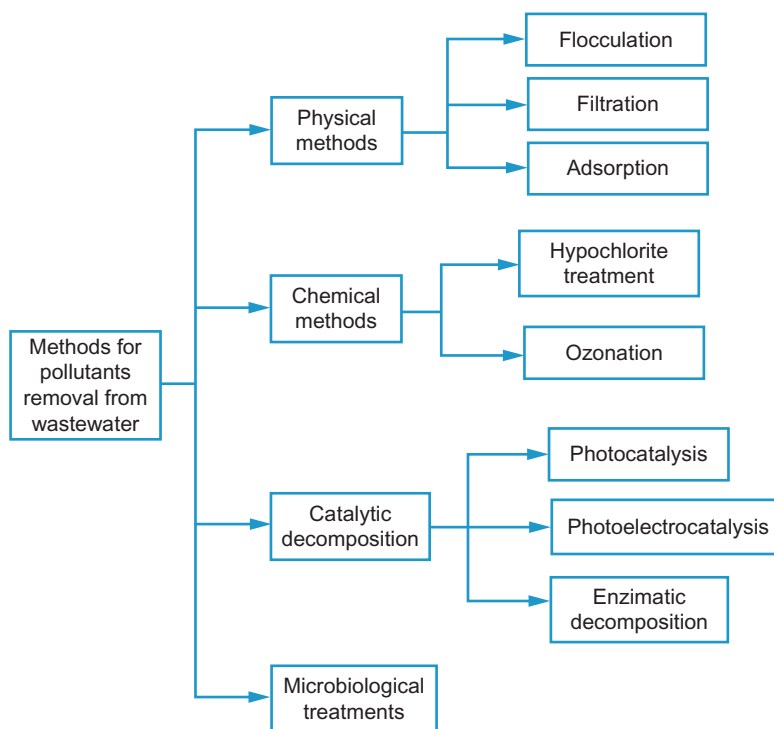 Flocculation
Physical
methods
Filtration
Adsorption
Hypochlorite
treatment
Chemical
methods
Ozonation
Methods for
pollutants
removal from
wastewater
Photocatalysis
Catalytic
decomposition
Photoelectrocatalysis
Enzimatic
decomposition
Microbiological
treatments